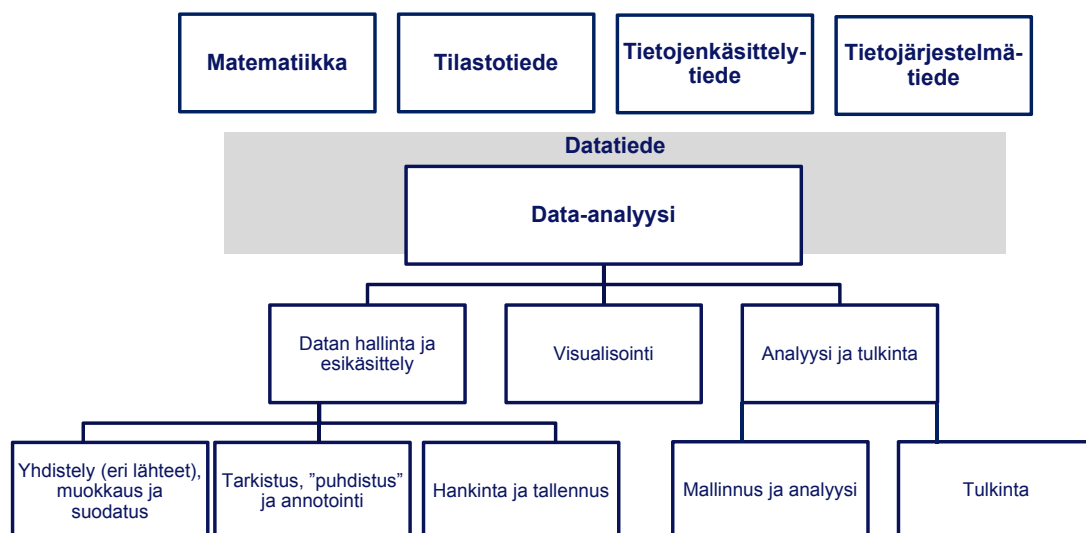 Matematiikka
Tilastotiede
Tietojenkäsittely-
tiede
Tietojärjestelmä-
tiede
Datatiede
Data-analyysi
Datan hallinta ja
esikäsittely
Visualisointi
Analyysi ja tulkinta
Yhdistely (eri lähteet),
muokkaus ja
suodatus
Tarkistus, ”puhdistus”
ja annotointi
Hankinta ja tallennus
Mallinnus ja analyysi
Tulkinta